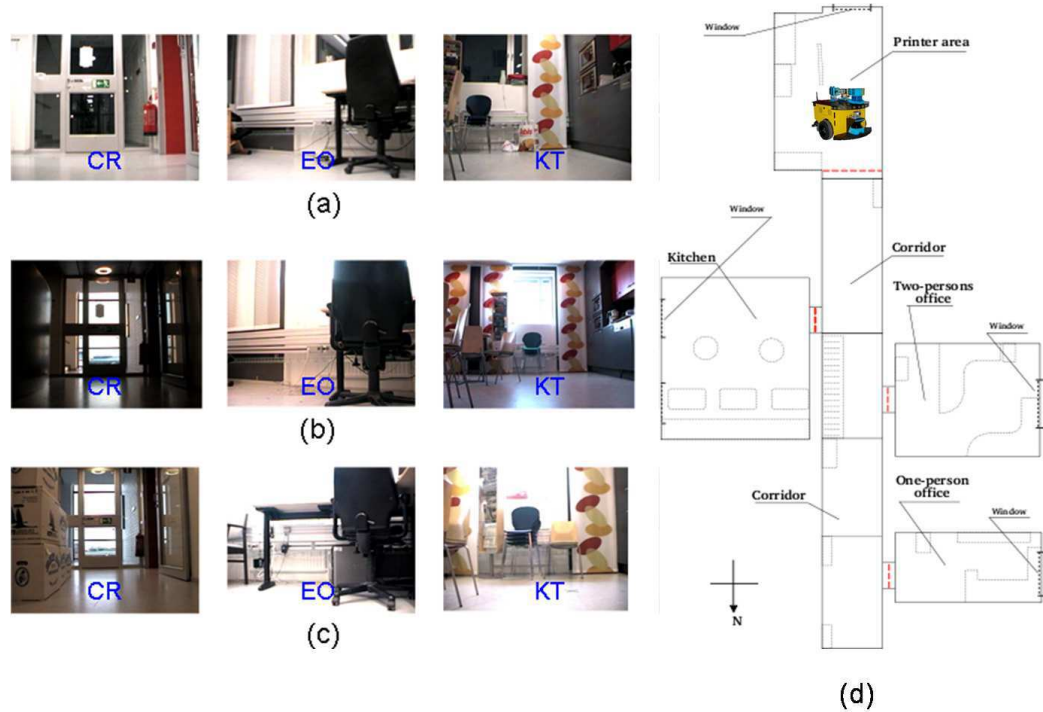 CR
EO
KT
(a)
CR
EO
KT
(b)
CR
EO
KT
(c)
Window
Printer area
Window
Kitchen
Corridor
Two-persons
office
Window
Corridor
One-person
office
Window
N
(d)